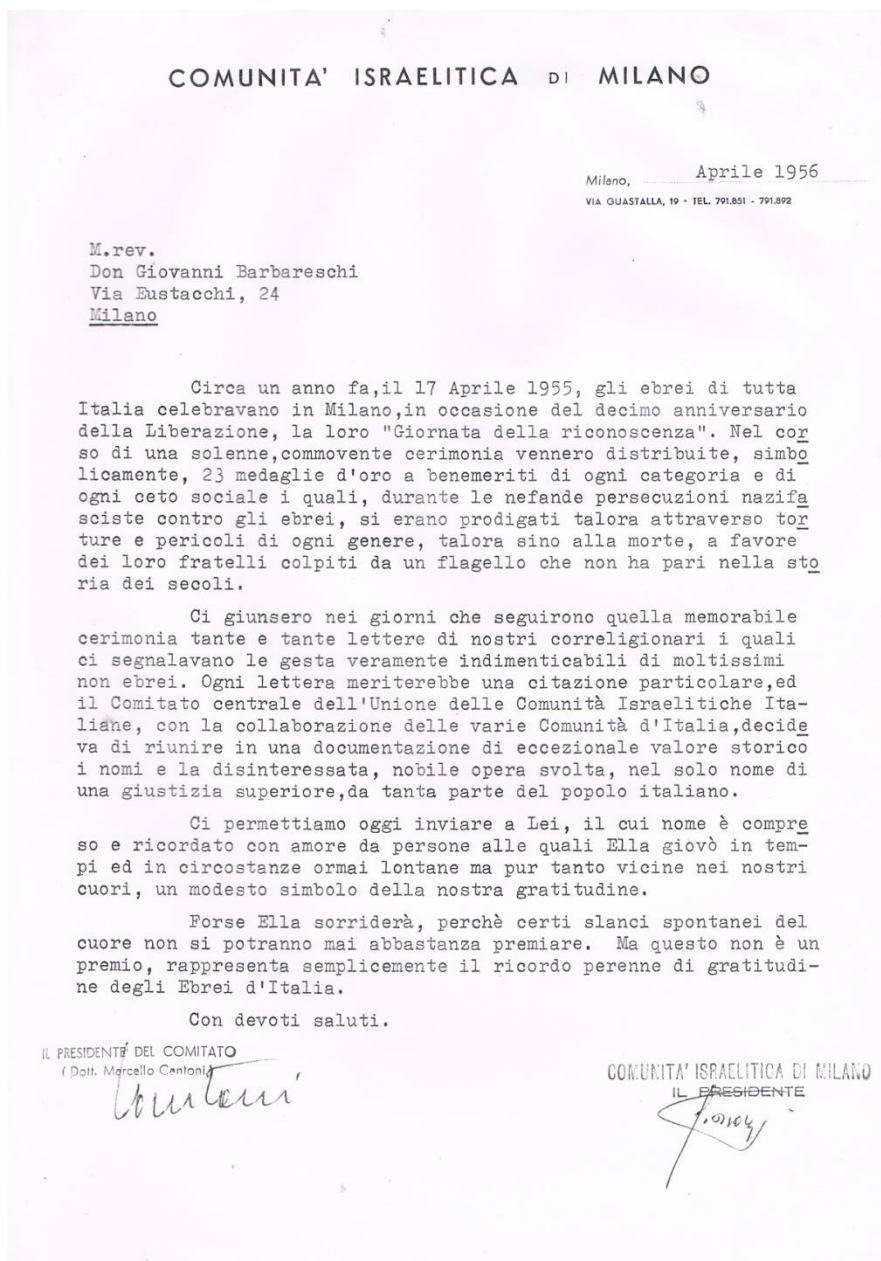 COMUNITA' ISRAELITICA DI MILANO
Milano, Aprile 1956
VIA GUASTALLA, 19 - TEL. 791.851 - 791.892
M.rev.
Don Giovanni Barbareschi
Via Eustacchi, 24
Milano
Circa un anno fa,il 17 Aprile 1955, gli ebrei di tutta
Italia celebravano in Milano,in occasione del decimo anniversario
della Liberazione, la loro "Giornata della riconoscenza". Nel cor
so di una solenne,commovente cerimonia vennero distribuite, simbo
licamente, 23 medaglie d'oro a benemeriti di ogni categoria e di
ogni ceto sociale i quali, durante le nefande persecuzioni nazifa
sciste contro gli ebrei, si erano prodigati talora attraverso tor
ture e pericoli di ogni genere, talora sino alla morte, a favore
dei loro fratelli colpiti da un flagello che non ha pari nella sto
ria dei secoli.
Ci giunsero nei giorni che seguirono quella memorabile
cerimonia tante e tante lettere di nostri correligionari i quali
ci segnalavano le gesta veramente indimenticabili di moltissimi
non ebrei. Ogni lettera meriterebbe una citazione particolare,ed
il Comitato centrale dell'Unione delle Comunità Israelitiche Ita-
liane, con la collaborazione delle varie Comunità d'Italia,decide
va di riunire in una documentazione di eccezionale valore storico
i nomi e la disinteressata, nobile opera svolta, nel solo nome di
una giustizia superiore,da tanta parte del popolo italiano.
Ci permettiamo oggi inviare a Lei, il cui nome è compre
so e ricordato con amore da persone alle quali Ella giovò in tem-
pi ed in circostanze ormai lontane ma pur tanto vicine nei nostri
cuori, un modesto simbolo della nostra gratitudine.
Forse Ella sorriderà, perchè certi slanci spontanei del
cuore non si potranno mai abbastanza premiare. Ma questo non è un
premio, rappresenta semplicemente il ricordo perenne di gratitudi-
ne degli Ebrei d'Italia.
Con devoti saluti.
IL PRESIDENTE DEL COMITATO
(Dott. Marcello Cantoni)
Cantoni
COMUNITA' ISRAELITICA DI MILANO
IL PRESIDENTE